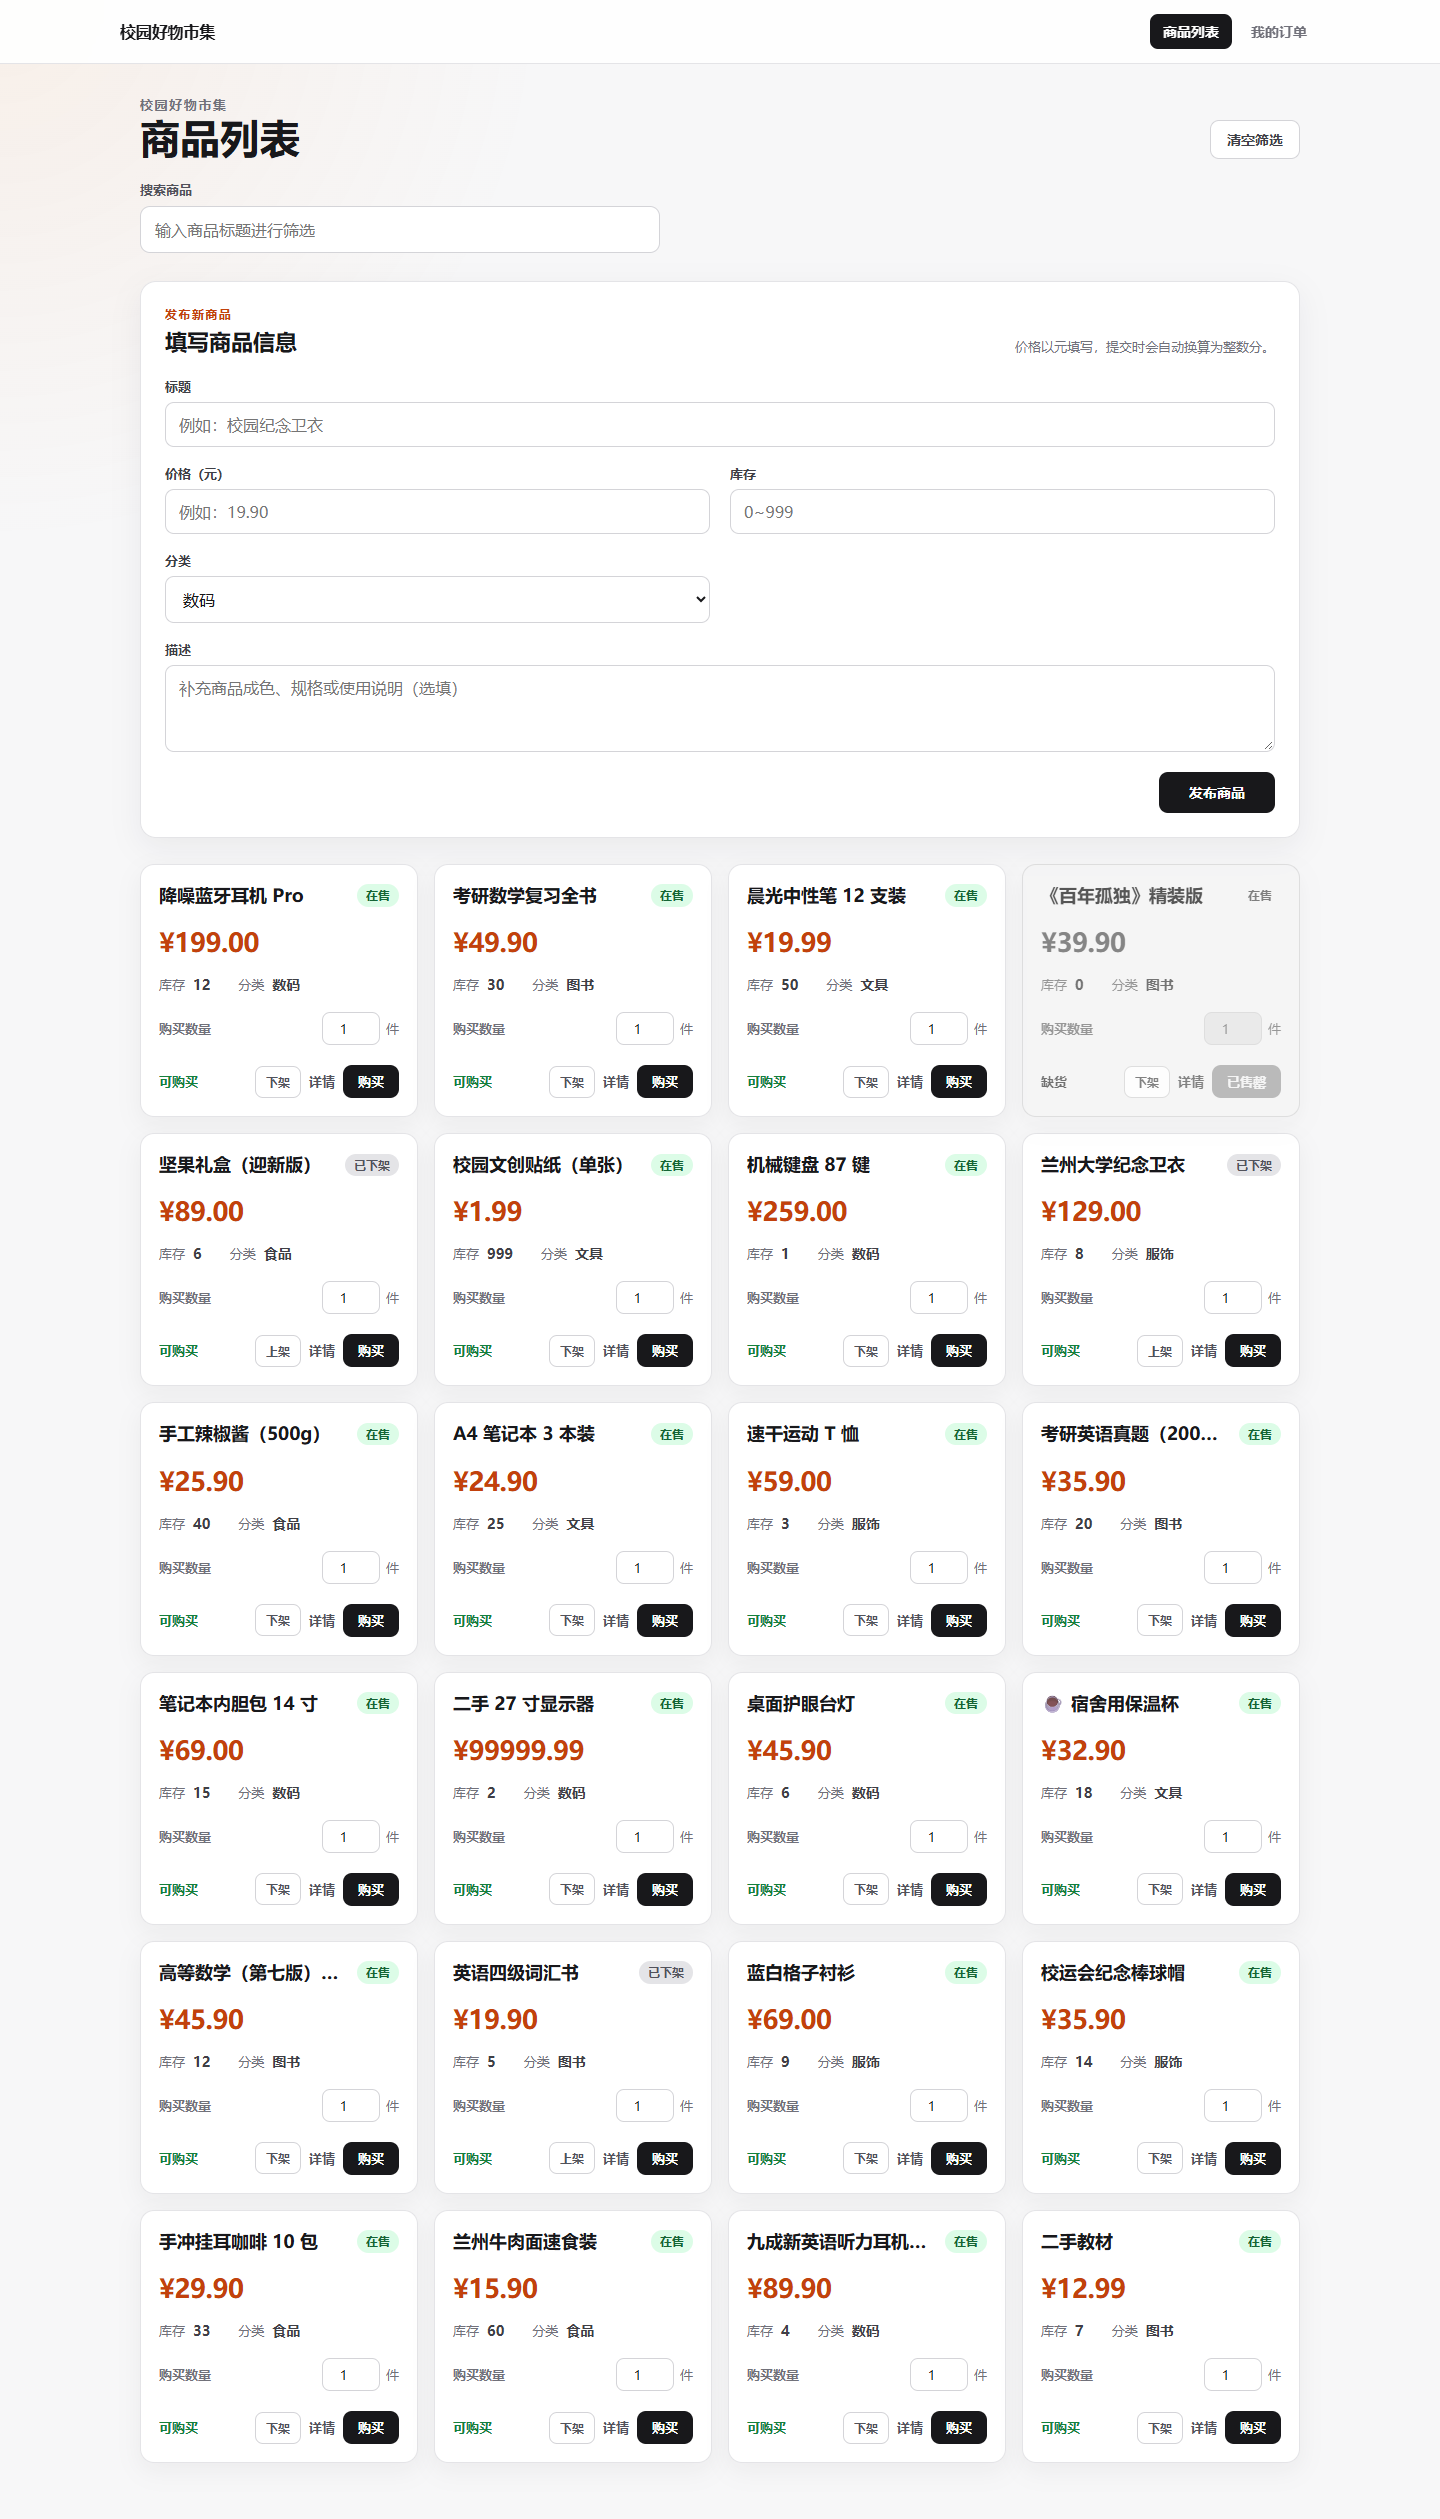 校园好物市集
商品列表 我的订单
校园好物市集
商品列表
清空筛选
搜索商品
输入商品标题进行筛选
发布新商品
填写商品信息
价格以元填写，提交时会自动换算为整数分。
标题
例如：校园纪念卫衣
价格（元） 库存
例如：19.90 0~999
分类
数码
描述
补充商品成色、规格或使用说明（选填）
发布商品
降噪蓝牙耳机 Pro 在售 考研数学复习全书 在售 晨光中性笔 12 支装 在售 《百年孤独》精装版 在售
¥199.00 ¥49.90 ¥19.99 ¥39.90
库存 12 分类 数码 库存 30 分类 图书 库存 50 分类 文具 库存 0 分类 图书
购买数量 1 件 购买数量 1 件 购买数量 1 件 购买数量 1 件
可购买 下架 详情 购买 可购买 下架 详情 购买 可购买 下架 详情 购买 缺货 下架 详情 已售罄
坚果礼盒（迎新版） 已下架 校园文创贴纸（单张） 在售 机械键盘 87 键 在售 兰州大学纪念卫衣 已下架
¥89.00 ¥1.99 ¥259.00 ¥129.00
库存 6 分类 食品 库存 999 分类 文具 库存 1 分类 数码 库存 8 分类 服饰
购买数量 1 件 购买数量 1 件 购买数量 1 件 购买数量 1 件
可购买 上架 详情 购买 可购买 下架 详情 购买 可购买 下架 详情 购买 可购买 上架 详情 购买
手工辣椒酱（500g） 在售 A4 笔记本 3 本装 在售 速干运动 T 恤 在售 考研英语真题（200... 在售
¥25.90 ¥24.90 ¥59.00 ¥35.90
库存 40 分类 食品 库存 25 分类 文具 库存 3 分类 服饰 库存 20 分类 图书
购买数量 1 件 购买数量 1 件 购买数量 1 件 购买数量 1 件
可购买 下架 详情 购买 可购买 下架 详情 购买 可购买 下架 详情 购买 可购买 下架 详情 购买
笔记本内胆包 14 寸 在售 二手 27 寸显示器 在售 桌面护眼台灯 在售 宿舍用保温杯 在售
¥69.00 ¥99999.99 ¥45.90 ¥32.90
库存 15 分类 数码 库存 2 分类 数码 库存 6 分类 数码 库存 18 分类 文具
购买数量 1 件 购买数量 1 件 购买数量 1 件 购买数量 1 件
可购买 下架 详情 购买 可购买 下架 详情 购买 可购买 下架 详情 购买 可购买 下架 详情 购买
高等数学（第七版）... 在售 英语四级词汇书 已下架 蓝白格子衬衫 在售 校运会纪念棒球帽 在售
¥45.90 ¥19.90 ¥69.00 ¥35.90
库存 12 分类 图书 库存 5 分类 图书 库存 9 分类 服饰 库存 14 分类 服饰
购买数量 1 件 购买数量 1 件 购买数量 1 件 购买数量 1 件
可购买 下架 详情 购买 可购买 上架 详情 购买 可购买 下架 详情 购买 可购买 下架 详情 购买
手冲挂耳咖啡 10 包 在售 兰州牛肉面速食装 在售 九成新英语听力耳机... 在售 二手教材 在售
¥29.90 ¥15.90 ¥89.90 ¥12.99
库存 33 分类 食品 库存 60 分类 食品 库存 4 分类 数码 库存 7 分类 图书
购买数量 1 件 购买数量 1 件 购买数量 1 件 购买数量 1 件
可购买 下架 详情 购买 可购买 下架 详情 购买 可购买 下架 详情 购买 可购买 下架 详情 购买